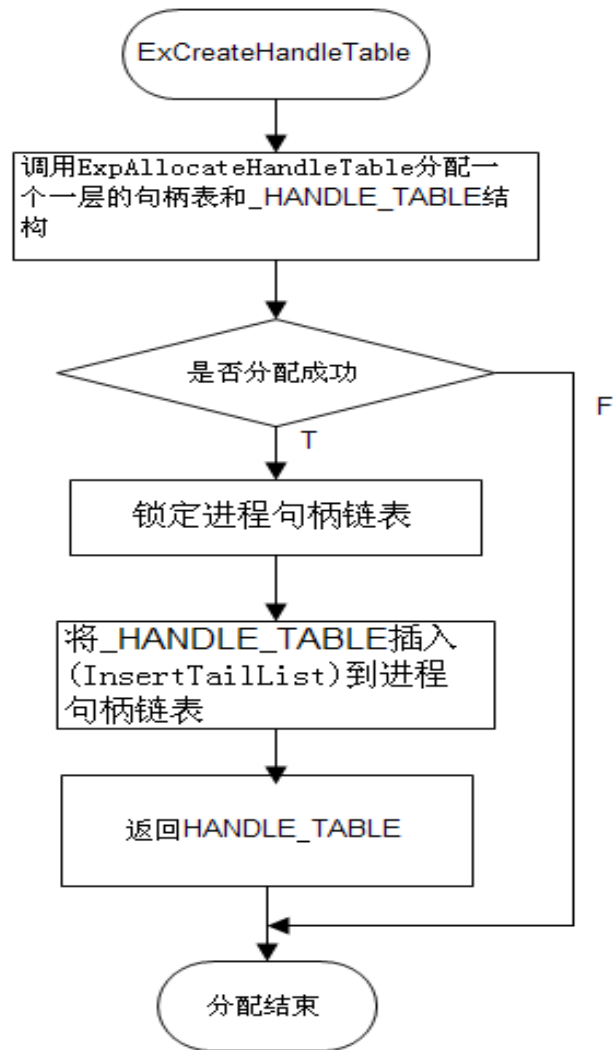 ExCreateHandleTable
调用ExpAllocateHandleTable分配一
个一层的句柄表和_HANDLE_TABLE结
构
是否分配成功
F
T
锁定进程句柄链表
将_HANDLE_TABLE插入
(InsertTailList)到进程
句柄链表
返回HANDLE_TABLE
分配结束